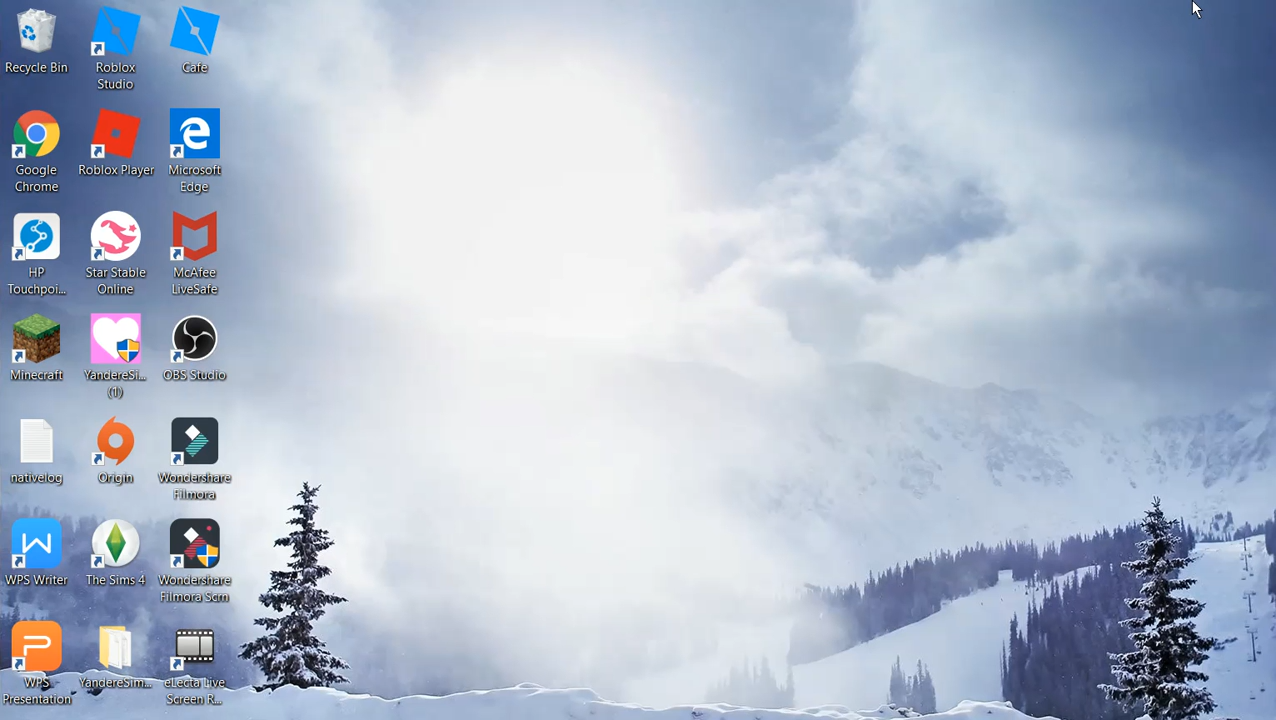 Recycle Bin
Roblox
Studio
Cafe
Google
Chrome
Roblox Player
Microsoft
Edge
HP
Touchpoi...
Star Stable
Online
McAfee
LiveSafe
Minecraft
YandereSi...
(1)
OBS Studio
nativelog
Origin
Wondershare
Filmora
WPS Writer
The Sims 4
Wondershare
Filmora Scrn
WPS
Presentation
YandereSim...
eLecta Live
Screen R...